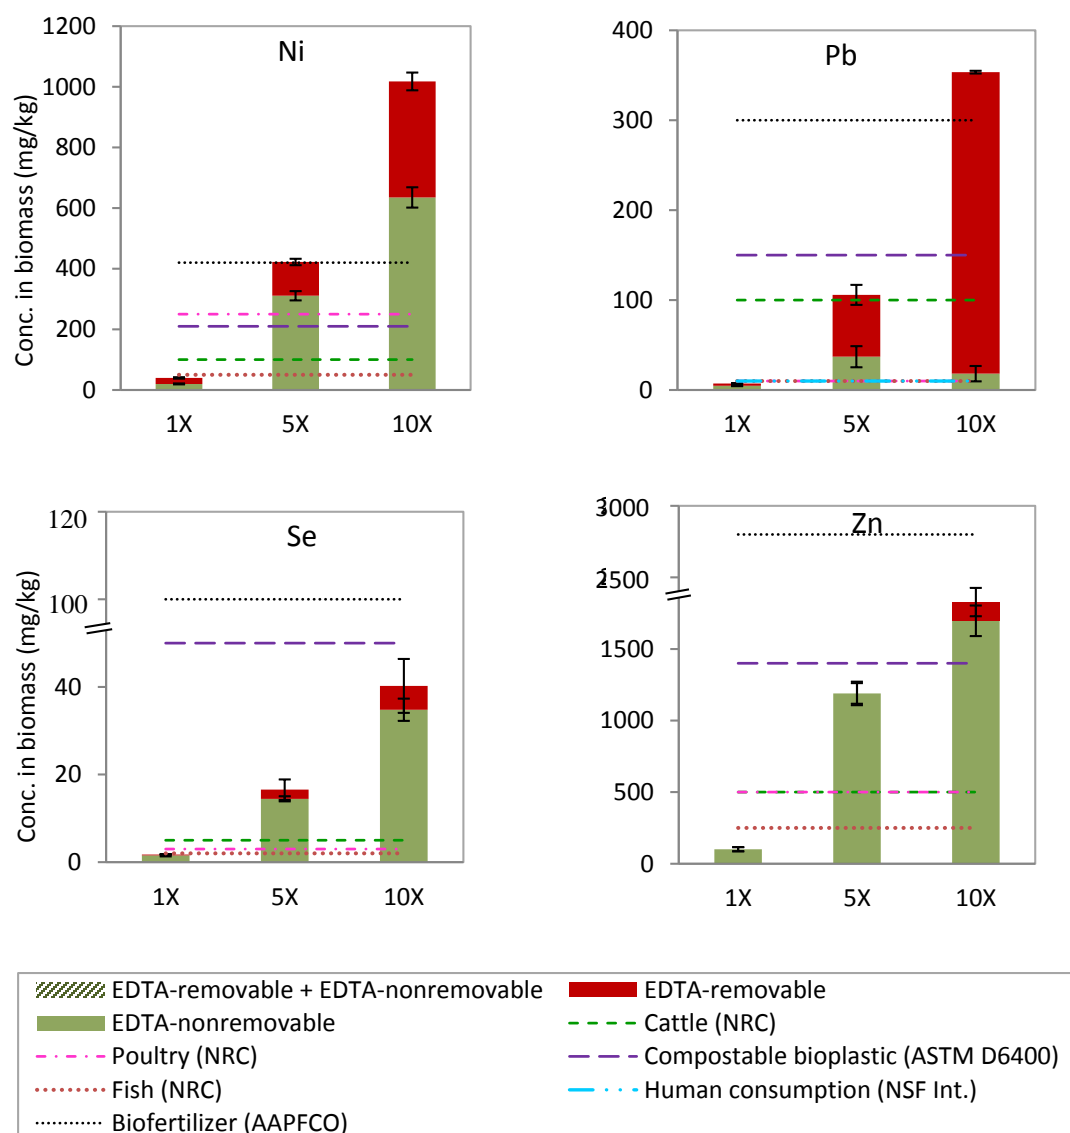 Ni
Conc. in biomass (mg/kg)
1200
1000
800
600
400
200
0
1X 5X 10X
Pb
400
300
200
100
0
1X 5X 10X
Se
Conc. in biomass (mg/kg)
120
100
40
20
0
1X 5X 10X
Zn
3000
2500
1500
1000
500
0
1X 5X 10X
EDTA-removable + EDTA-nonremovable EDTA-removable
EDTA-nonremovable Cattle (NRC)
Poultry (NRC) Compostable bioplastic (ASTM D6400)
Fish (NRC) Human consumption (NSF Int.)
Biofertilizer (AAPFCO)